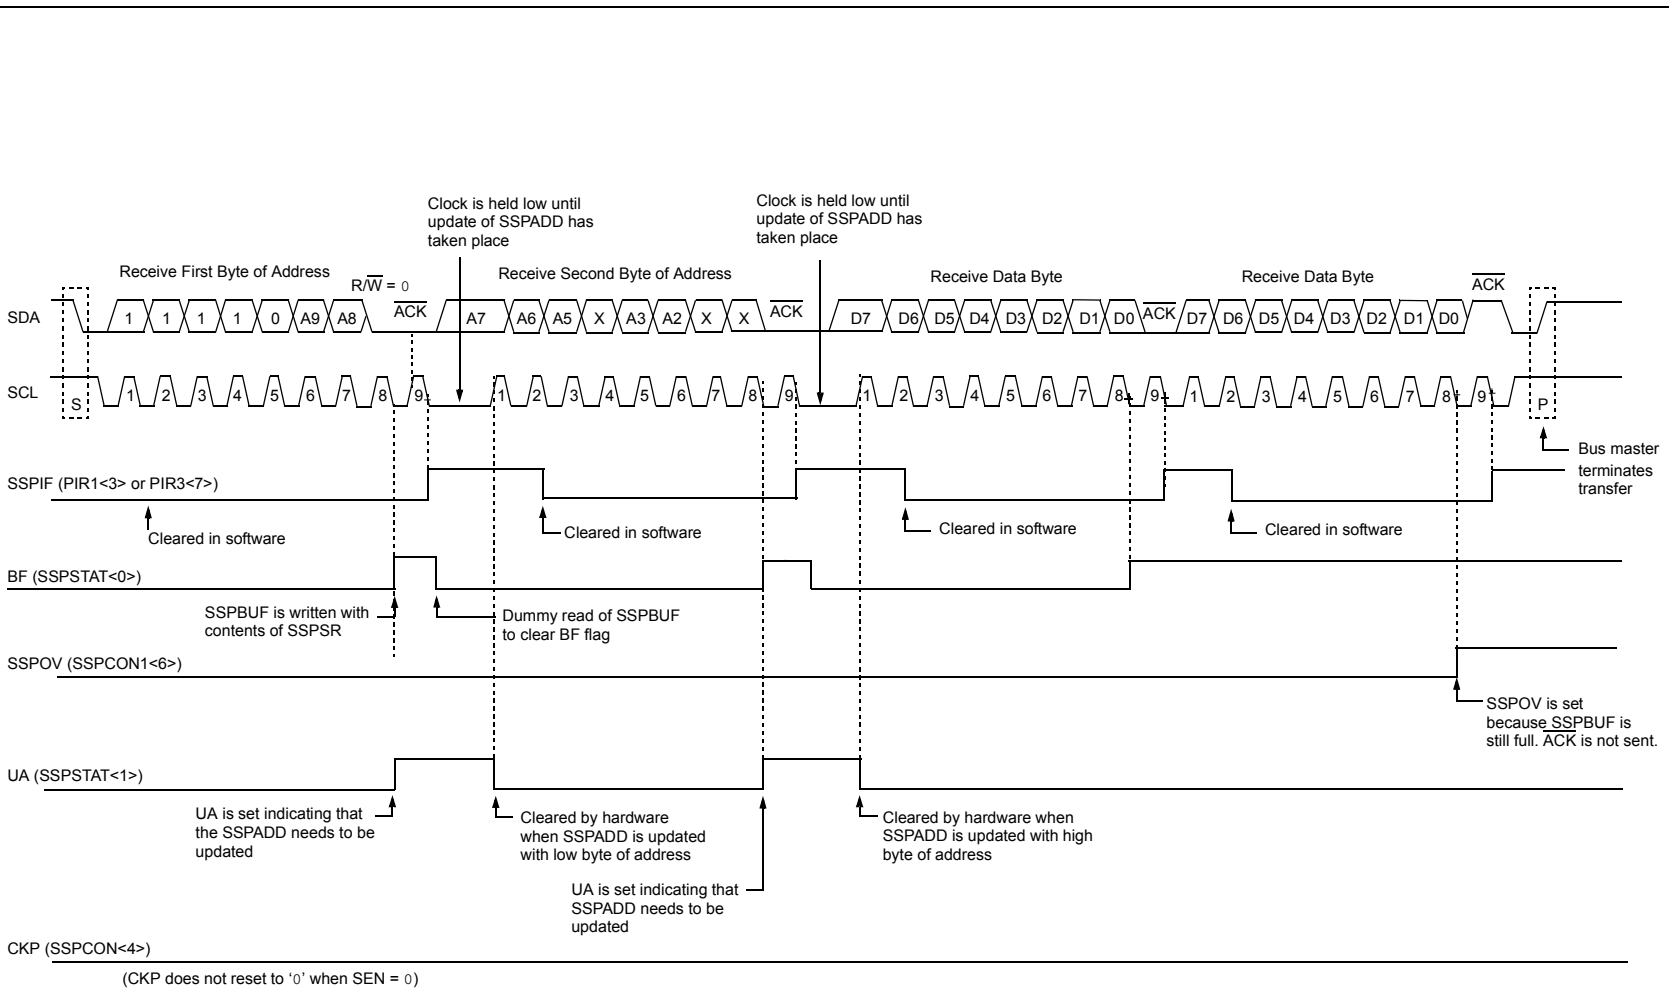 Clock is held low until
update of SSPADD has
taken place
Clock is held low until
update of SSPADD has
taken place
Receive First Byte of Address
R/W = 0
ACK
Receive Second Byte of Address
ACK
Receive Data Byte
ACK
Receive Data Byte
ACK
SDA
1 1 1 1 0 A9 A8 A7 A6 A5 X A3 A2 X X D7 D6 D5 D4 D3 D2 D1 D0 D7 D6 D5 D4 D3 D2 D1 D0
SCL
S 1 2 3 4 5 6 7 8 9 1 2 3 4 5 6 7 8 9 1 2 3 4 5 6 7 8 9 1 2 3 4 5 6 7 8 9 P
Bus master
terminates
transfer
SSPIF (PIR1<3> or PIR3<7>)
Cleared in software
Cleared in software
Cleared in software
Cleared in software
BF (SSPSTAT<0>)
SSPBUF is written with
contents of SSPSR
Dummy read of SSPBUF
to clear BF flag
SSPOV (SSPCON1<6>)
SSPOV is set
because SSPBUF is
still full. ACK is not sent.
UA (SSPSTAT<1>)
UA is set indicating that
the SSPADD needs to be
updated
Cleared by hardware
when SSPADD is updated
with low byte of address
UA is set indicating that
SSPADD needs to be
updated
Cleared by hardware when
SSPADD is updated with high
byte of address
CKP (SSPCON<4>)
(CKP does not reset to ‘0’ when SEN = 0)